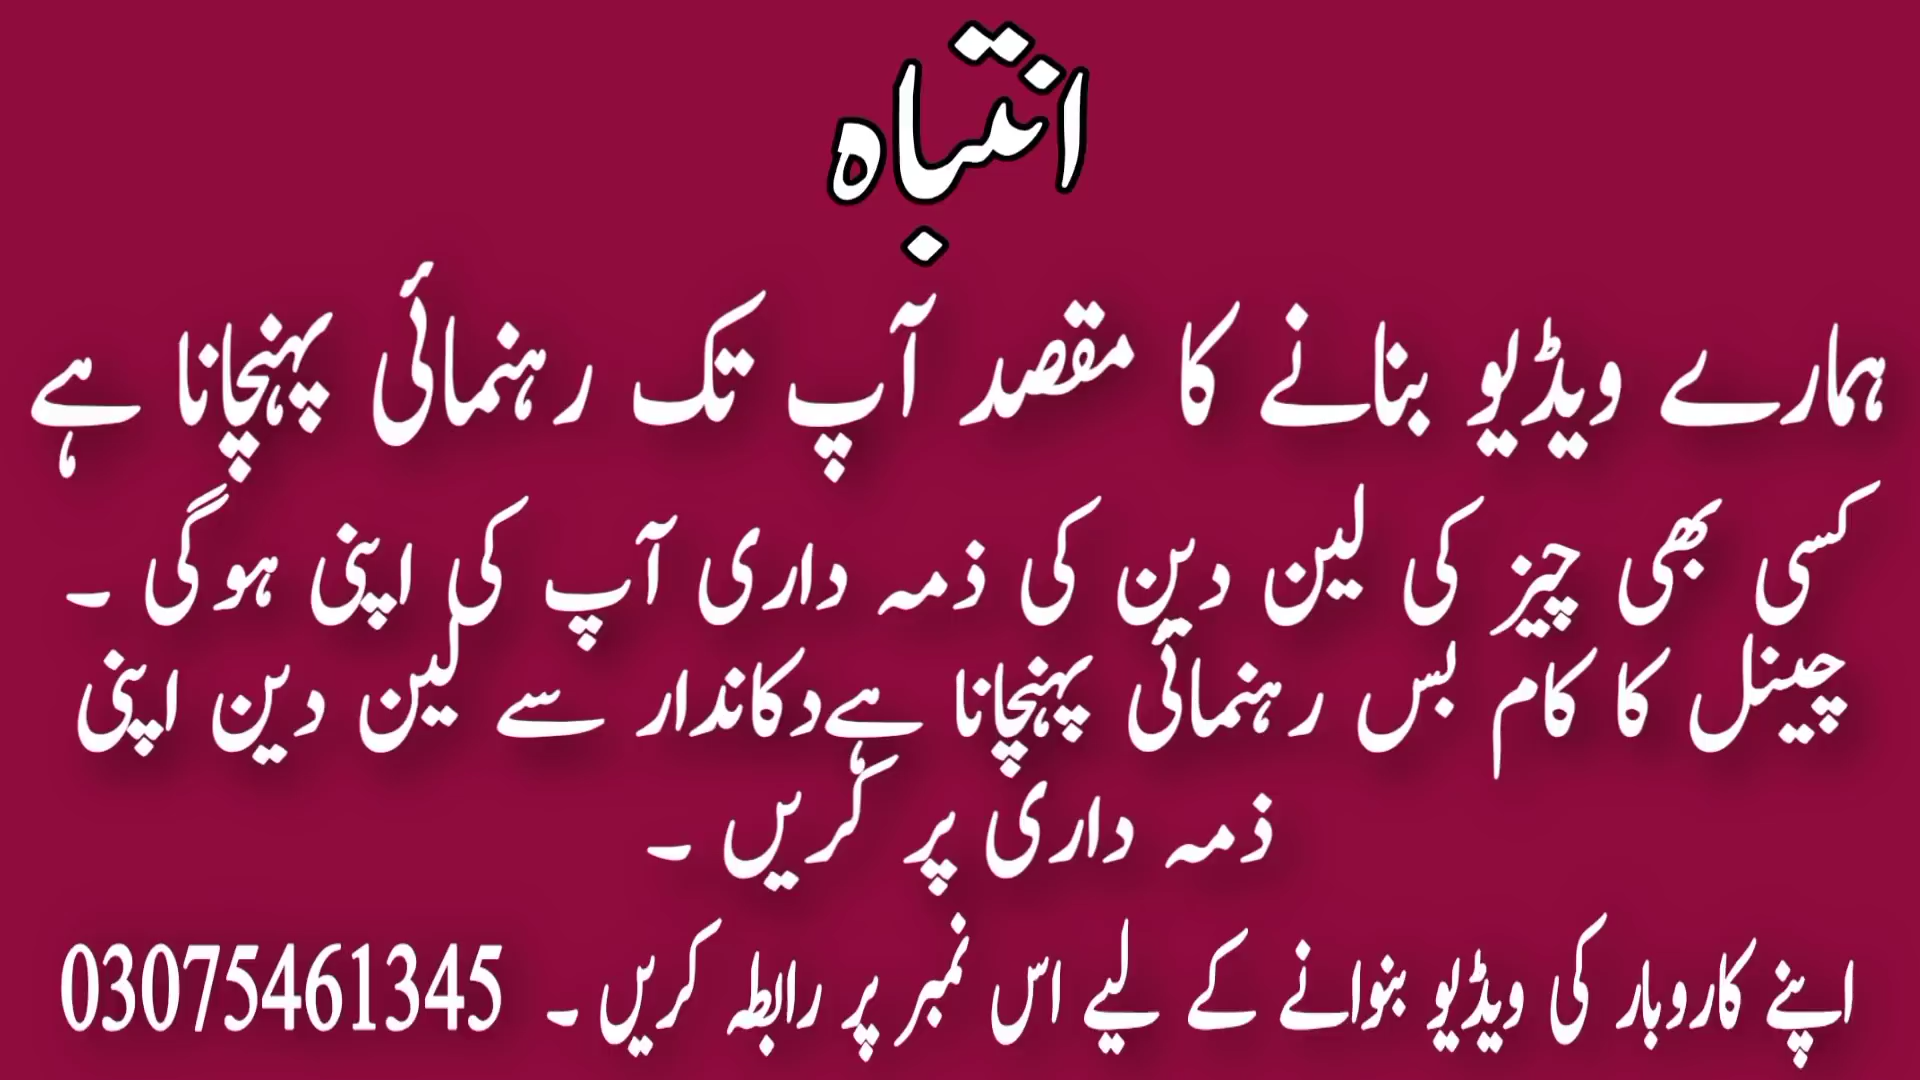 انتباہ
ہمارے ویڈیو بنانے کا مقصد آپ تک رہنمائی پہنچانا ہے
کسی بھی چیز کی لین دین کی ذمہ داری آپ کی اپنی ہوگی ۔
چینل کا کام بس رہنمائی پہنچانا ہےدکاندار سے لین دین اپنی
ذمہ داری پر کریں ۔
اپنے کاروبار کی ویڈیو بنوانے کے لیے اس نمبر پر رابطہ کریں ۔ 03075461345